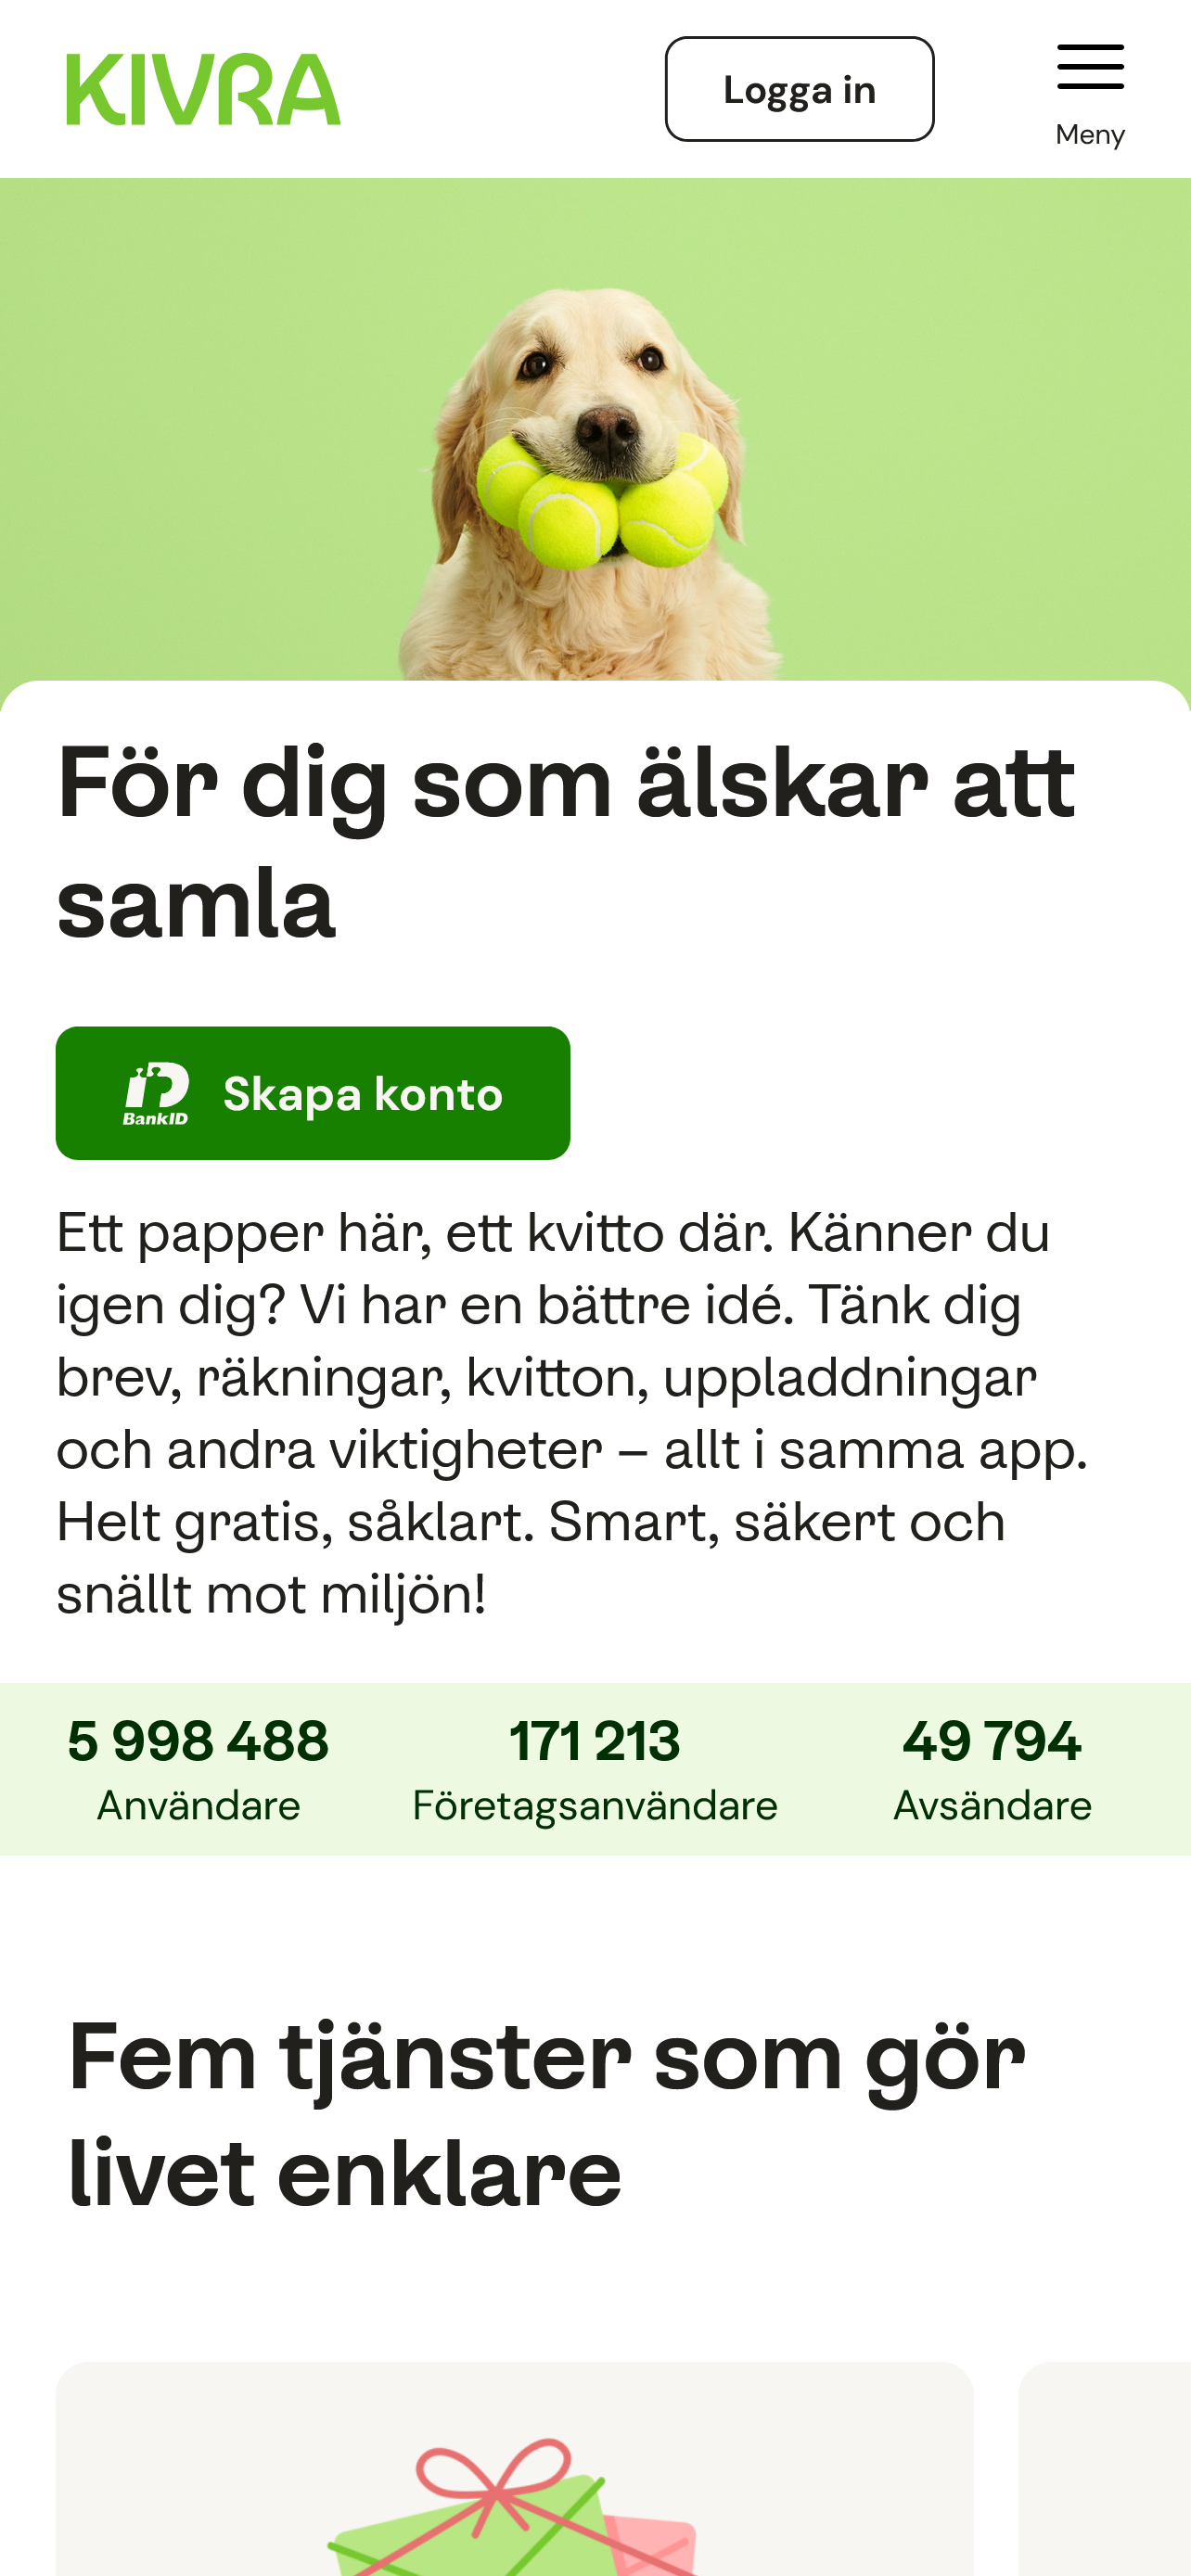 KIVRA
Logga in
Meny
För dig som älskar att
samla
BankID
Skapa konto
Ett papper här, ett kvitto där. Känner du
igen dig? Vi har en bättre idé. Tänk dig
brev, räkningar, kvitton, uppladdningar
och andra viktigheter – allt i samma app.
Helt gratis, såklart. Smart, säkert och
snällt mot miljön!
5 998 488
Användare
171 213
Företagsanvändare
49 794
Avsändare
Fem tjänster som gör
livet enklare